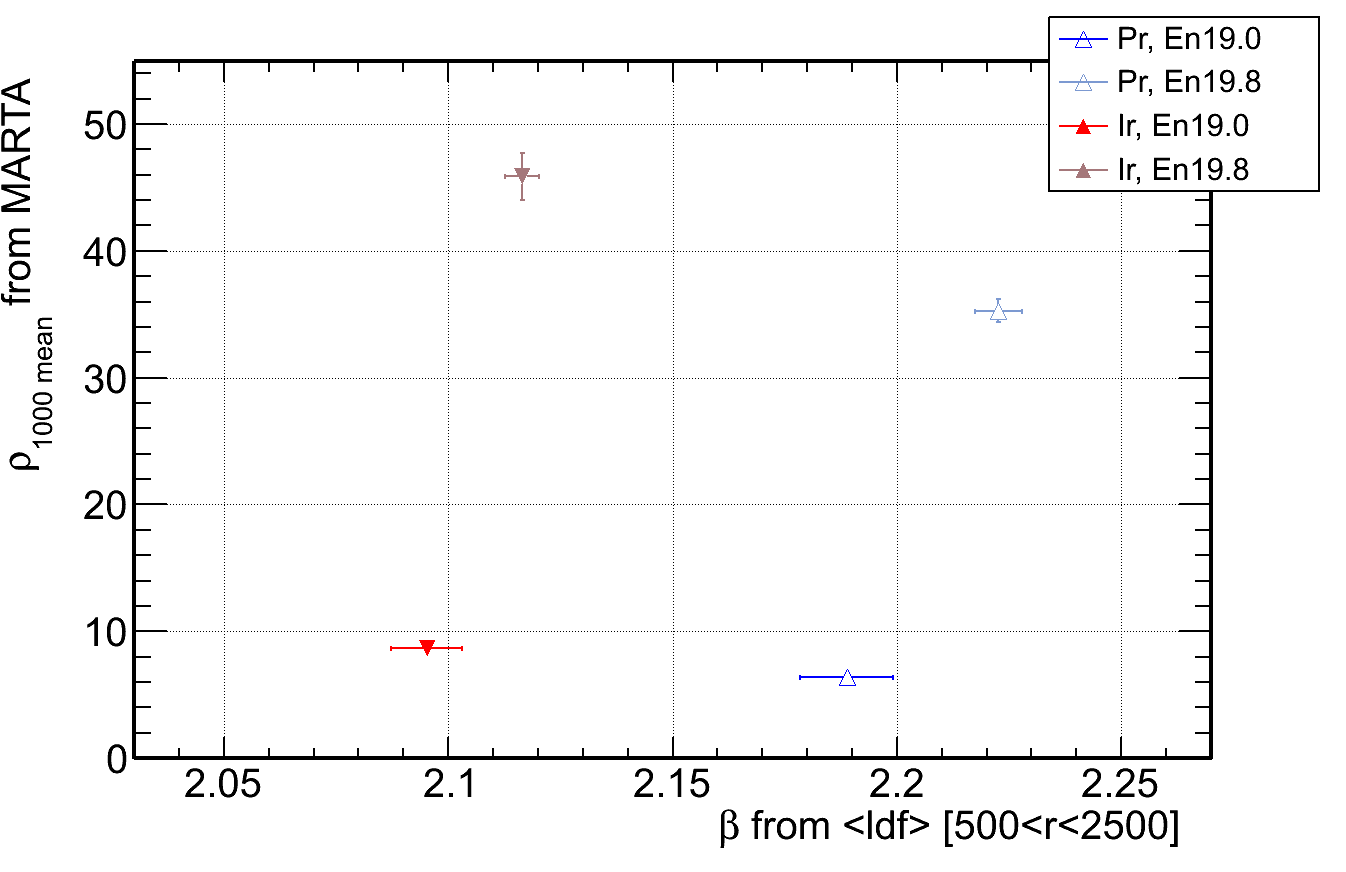 Pr, En19.0
Pr, En19.8
Ir, En19.0
Ir, En19.8
ρ1000 mean from MARTA
50
40
30
20
10
0
2.05 2.1 2.15 2.2 2.25
β from <ldf> [500<r<2500]